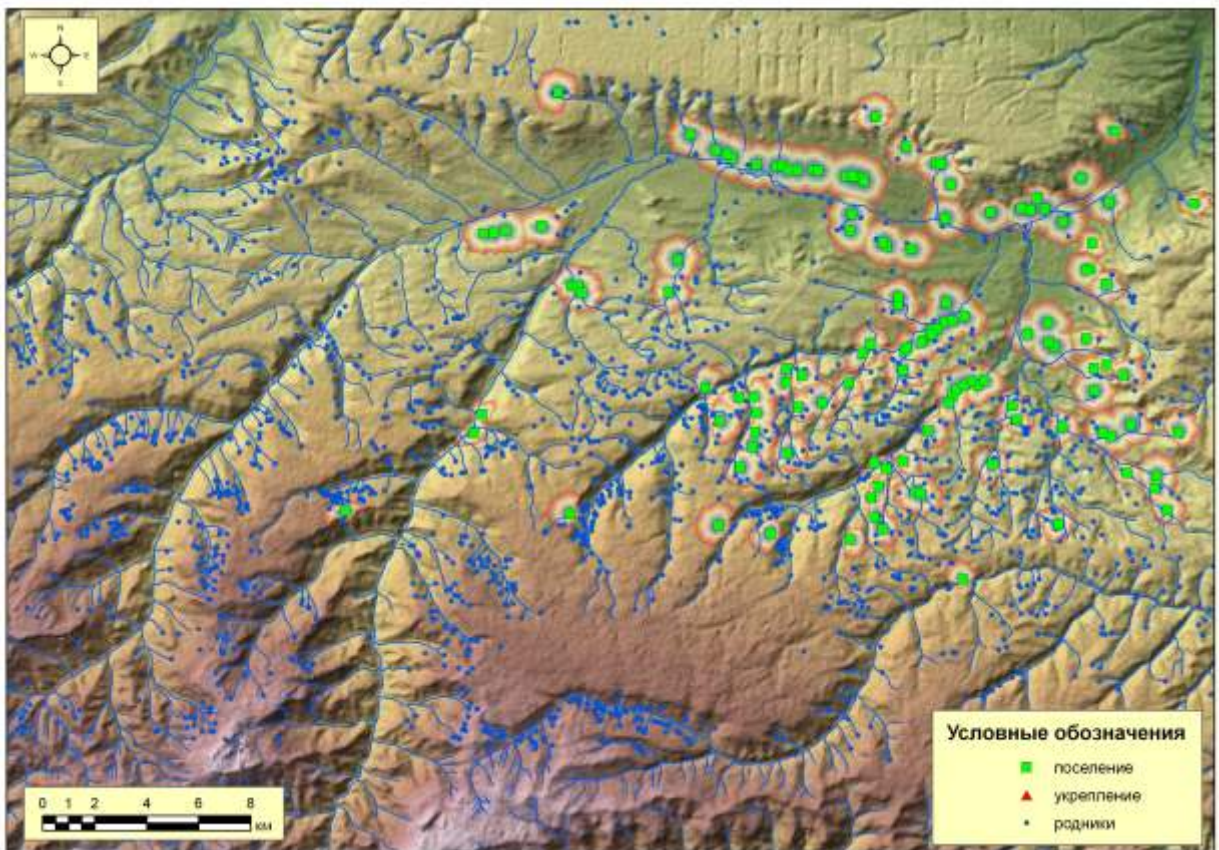 N
W E
S
Условные обозначения
поселение
укрепление
родники
0 1 2 4 6 8
км